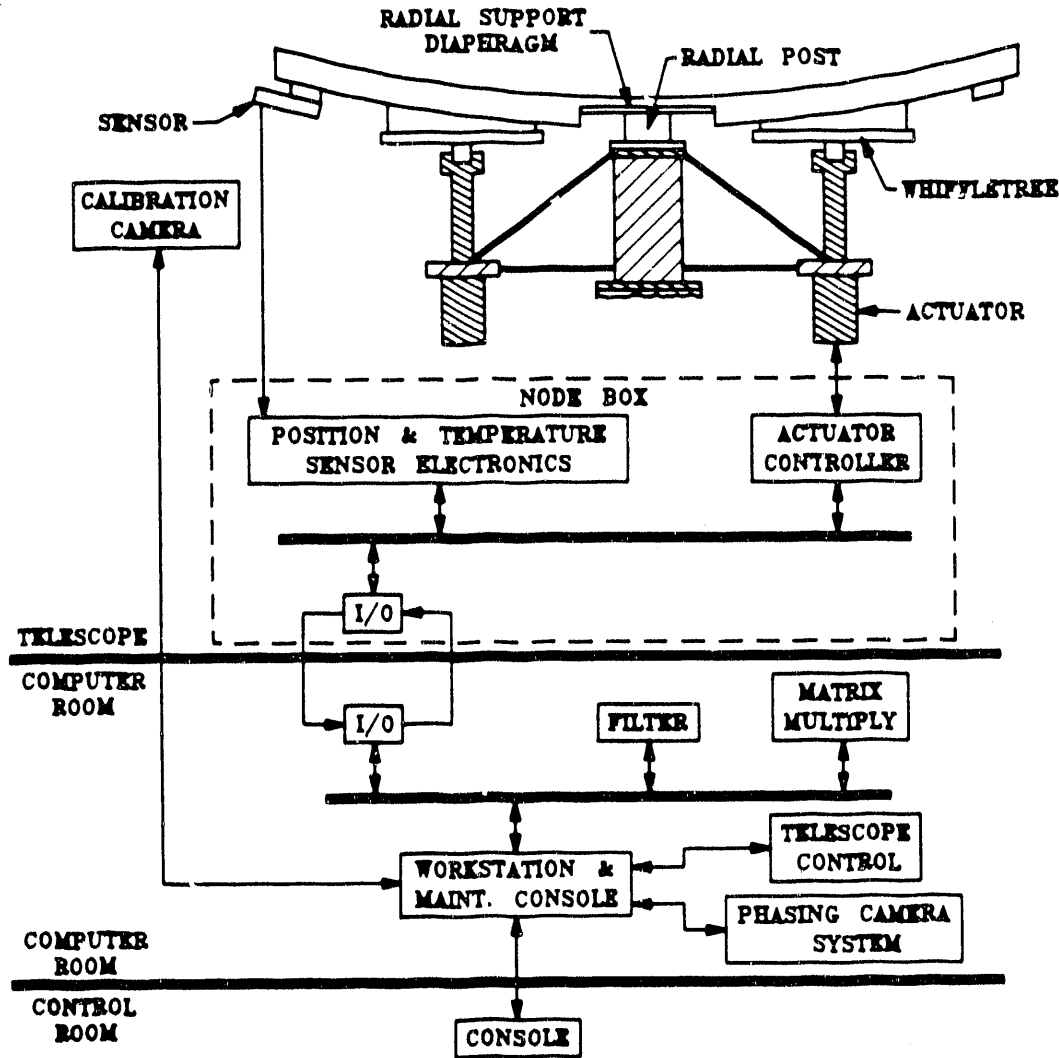 RADIAL SUPPORT
DIAPHRAGM
RADIAL POST
SENSOR
WHIFFLETREE
CALIBRATION
CAMERA
ACTUATOR
NODE BOX
POSITION & TEMPERATURE
SENSOR ELECTRONICS
ACTUATOR
CONTROLLER
I/O
TELESCOPE
COMPUTER
ROOM
I/O
FILTER
MATRIX
MULTIPLY
TELESCOPE
CONTROL
WORKSTATION &
MAINT. CONSOLE
PHASING CAMERA
SYSTEM
COMPUTER
ROOM
CONTROL
ROOM
CONSOLE